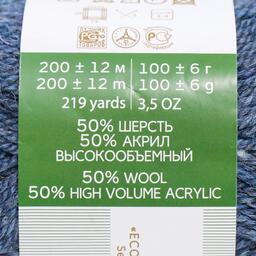 200 ± 12 м 100 ± 6 г
200 ± 12 m 100 ± 6 g
219 yards 3,5 OZ
50% ШЕРСТЬ
50% АКРИЛ
ВЫСОКООБЪЕМНЫЙ
50% WOOL
50% HIGH VOLUME ACRYLIC